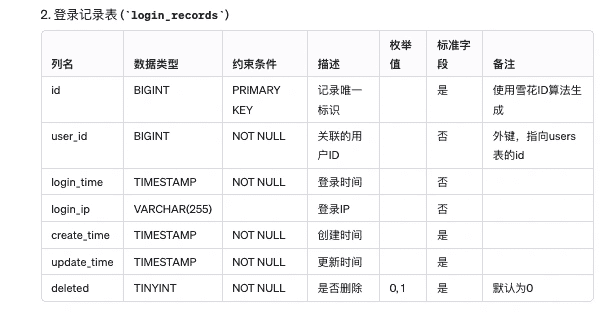 2. 登录记录表 (`login_records`)
列名 数据类型 约束条件 描述 枚举值 标准字段 备注
id BIGINT PRIMARY KEY 记录唯一标识 是 使用雪花ID算法生成
user_id BIGINT NOT NULL 关联的用户ID 否 外键，指向users表的id
login_time TIMESTAMP NOT NULL 登录时间 否
login_ip VARCHAR(255) 登录IP 否
create_time TIMESTAMP NOT NULL 创建时间 是
update_time TIMESTAMP NOT NULL 更新时间 是
deleted TINYINT NOT NULL 是否删除 0, 1 是 默认为0